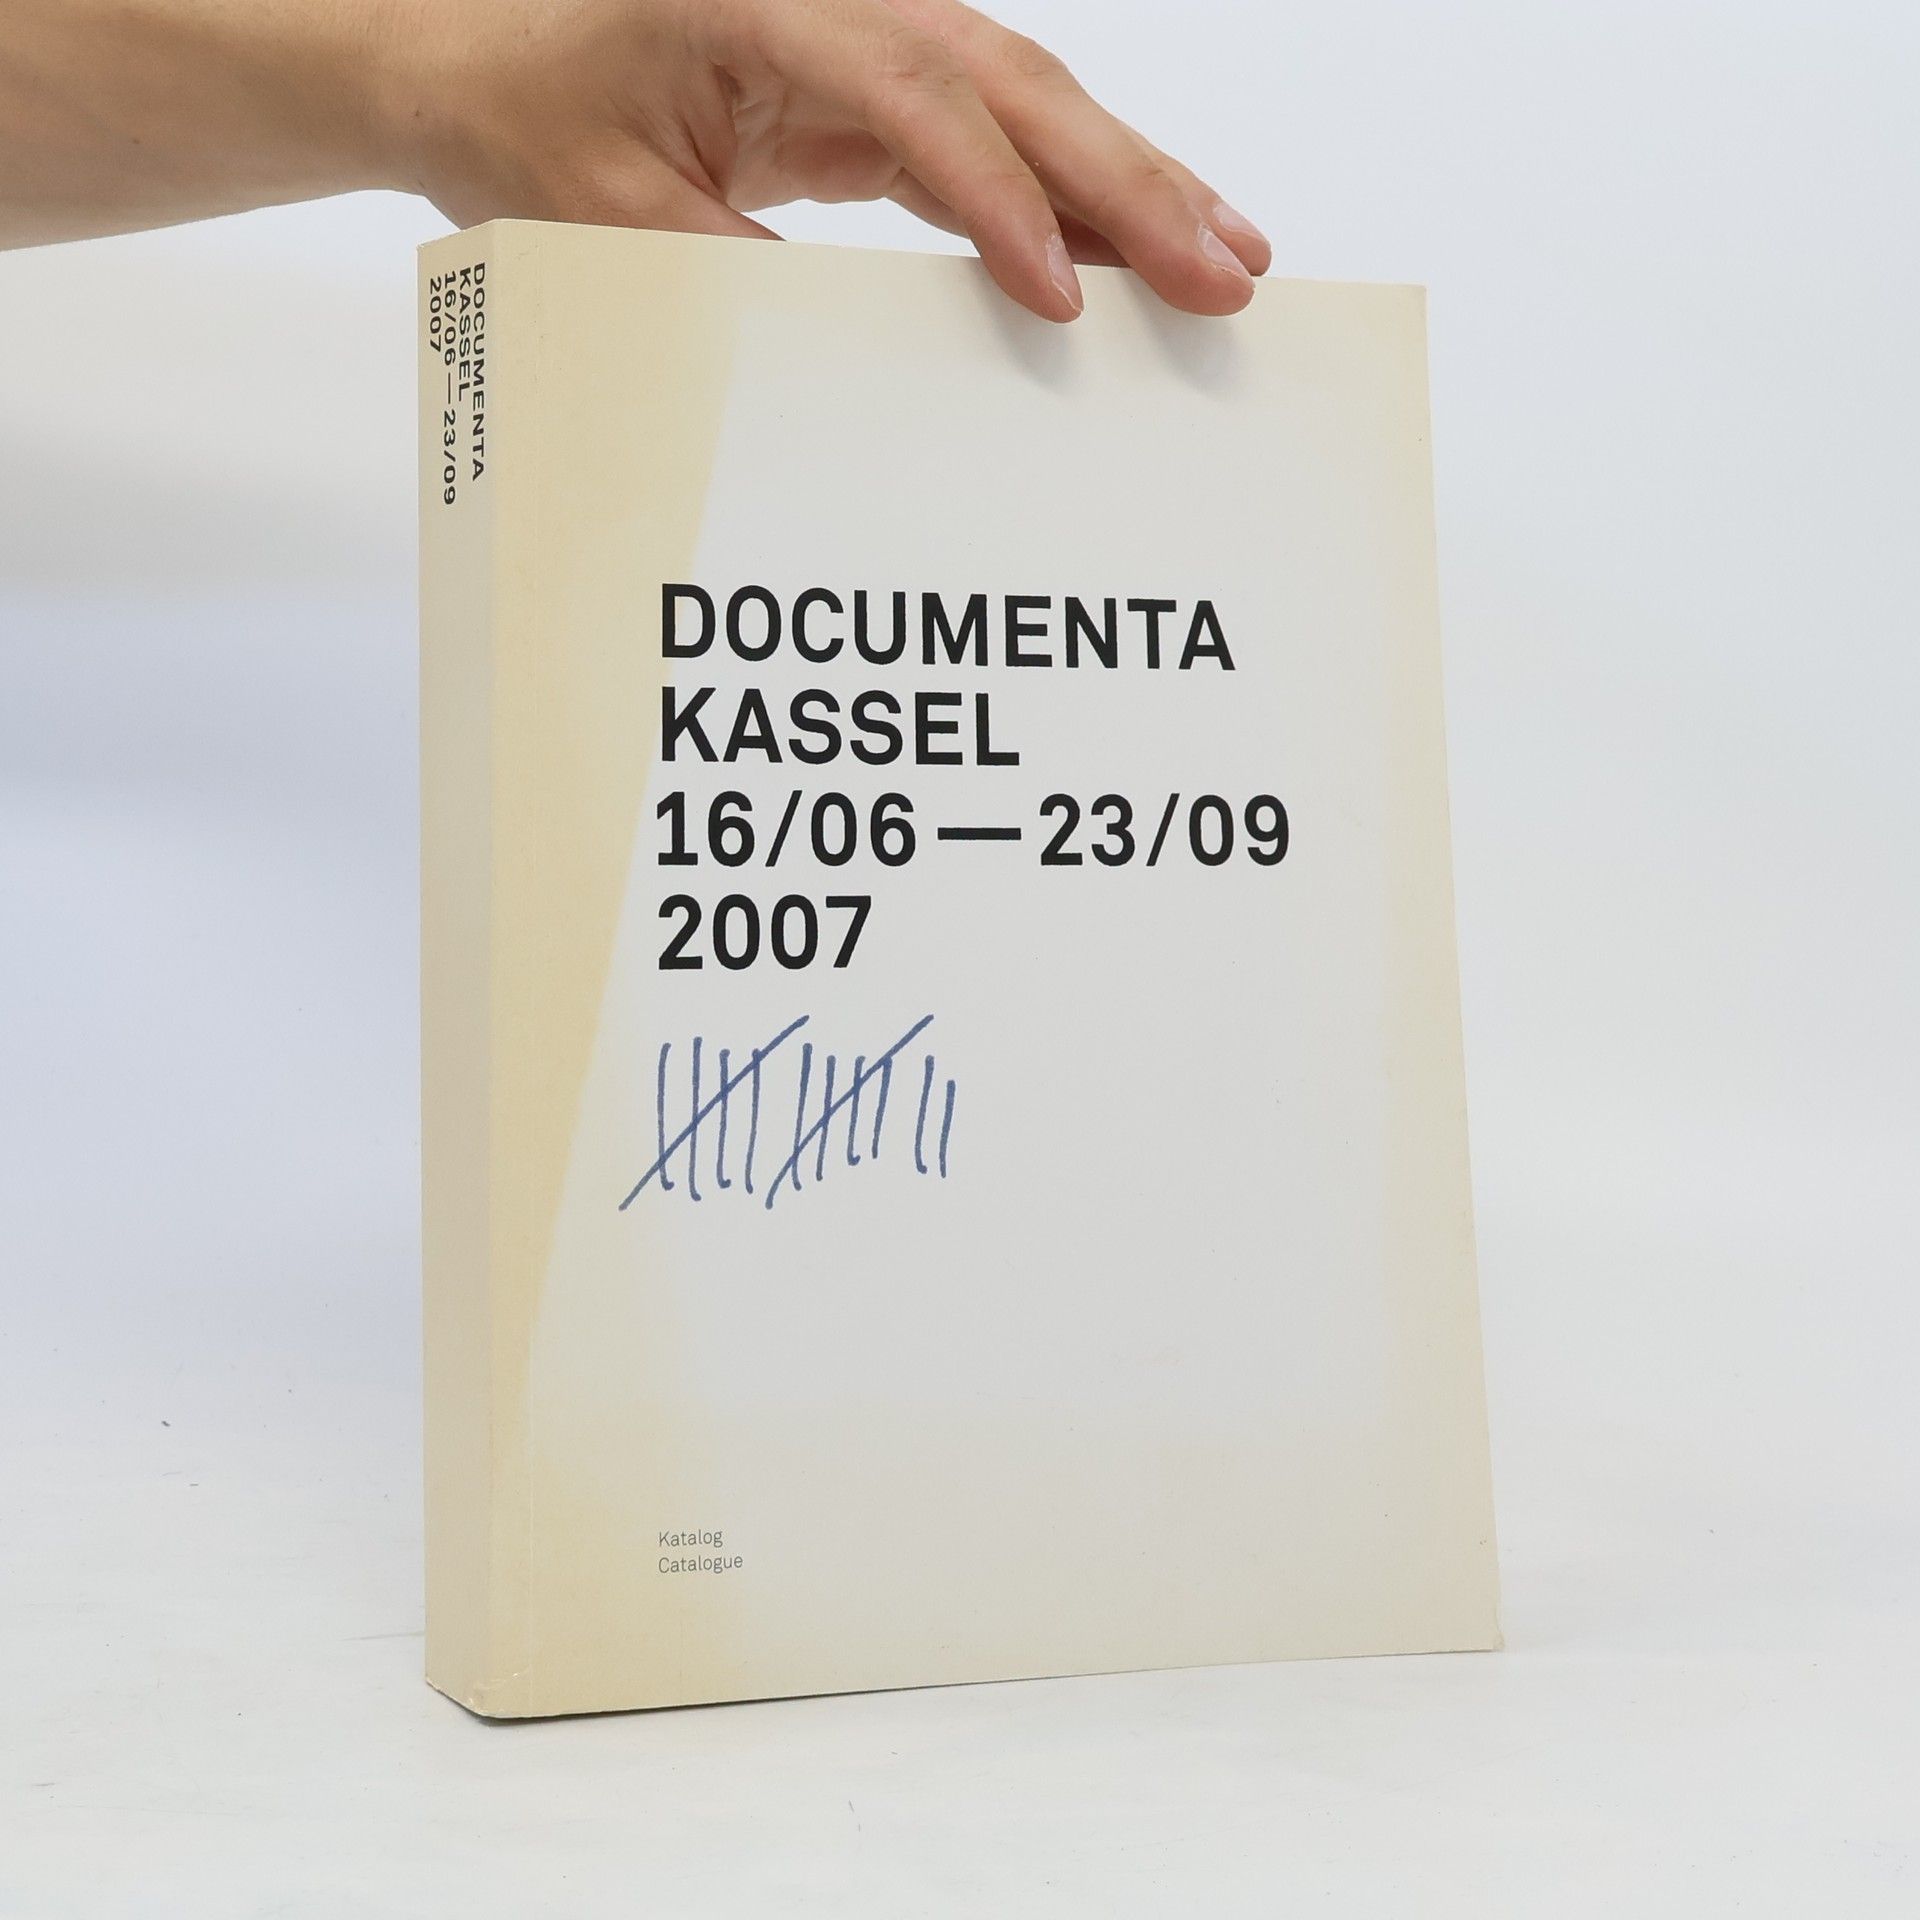 DOCUMENTA
KASSEL
16/06—23/09
2007
DOCUMENTA
KASSEL
16/06—23/09
2007
Katalog
Catalogue